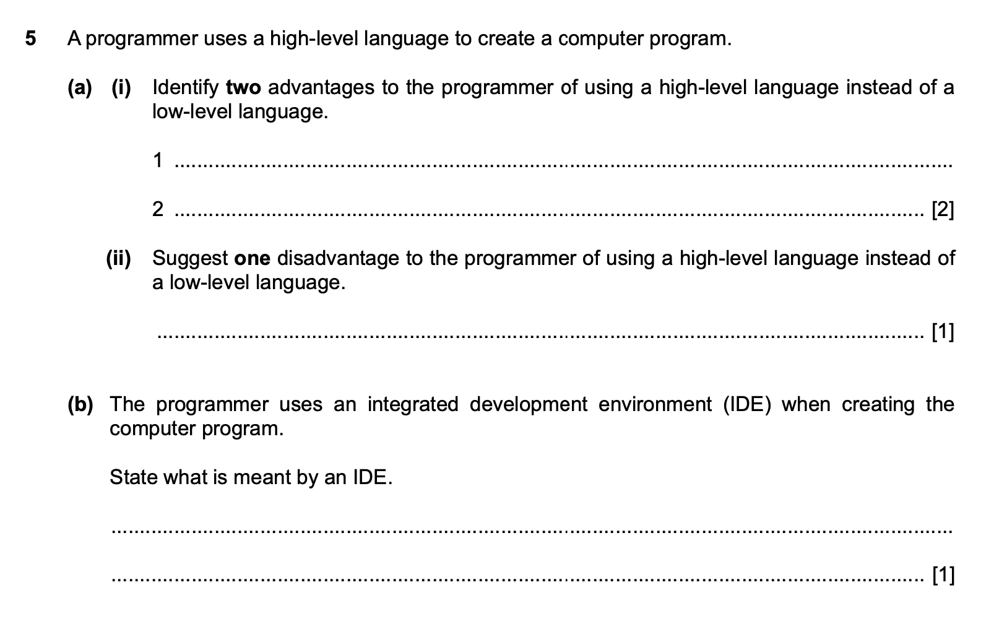 5 A programmer uses a high-level language to create a computer program.
(a) (i) Identify two advantages to the programmer of using a high-level language instead of a
low-level language.
1 ................................................................................
2 ................................................................................ [2]
(ii) Suggest one disadvantage to the programmer of using a high-level language instead of
a low-level language.
................................................................................ [1]
(b) The programmer uses an integrated development environment (IDE) when creating the
computer program.
State what is meant by an IDE.
................................................................................
................................................................................ [1]